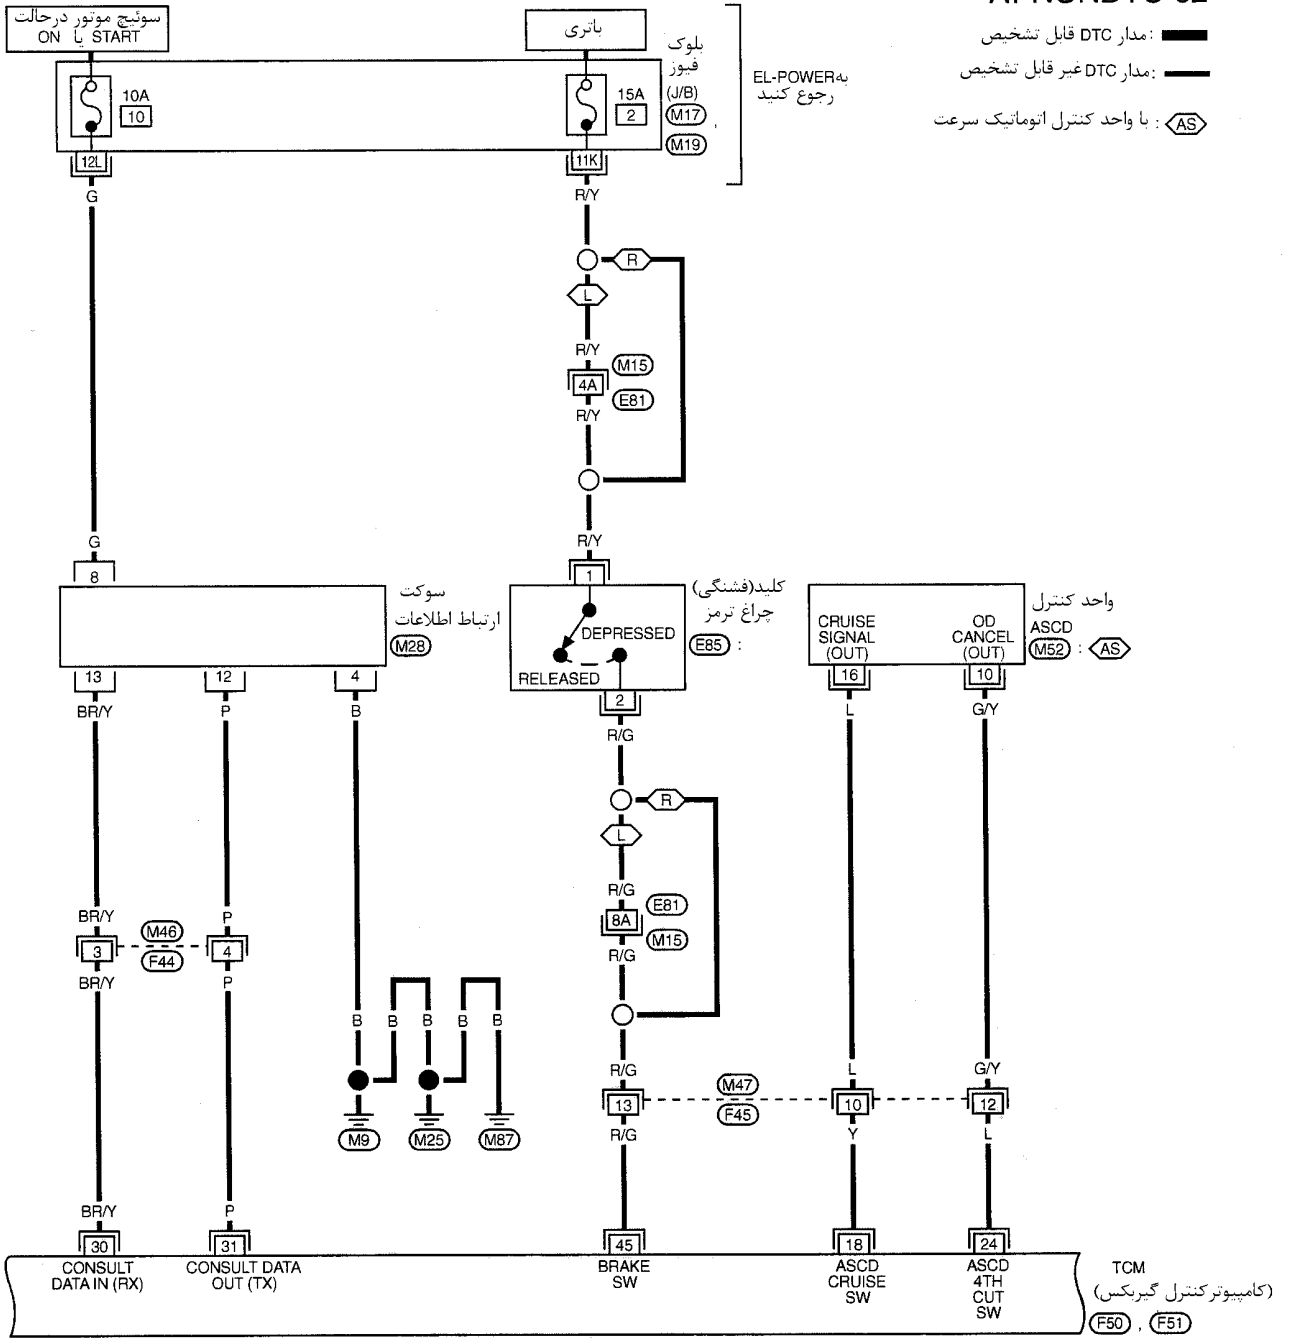 سوئیچ موتور درحالت
ON یا START
باتری
10A
10
15A
2
بلوک
فیوز
(J/B)
M17
,
M19
به EL-POWER
رجوع کنید
مدار DTC قابل تشخیص:
مدار DTC غیر قابل تشخیص:
AS : با واحد کنترل اتوماتیک سرعت
12L
11K
G
R/Y
R
L
R/Y
M15
4A
E81
R/Y
G
R/Y
8
1
سوکت
ارتباط اطلاعات
M28
DEPRESSED
RELEASED
کلید(فشنگی)
چراغ ترمز
E85 :
CRUISE
SIGNAL
(OUT)
OD
CANCEL
(OUT)
واحد کنترل
ASCD
M52 : AS
13
12
4
2
16
10
BR/Y
P
B
R/G
L
G/Y
R
L
BR/Y
P
R/G
E81
8A
M15
M46
3
4
F44
BR/Y
P
R/G
B
B
B
B
B
R/G
L
G/Y
M47
13
10
12
F45
M9
M25
M87
R/G
Y
L
BR/Y
P
30
31
45
18
24
CONSULT
DATA IN (RX)
CONSULT DATA
OUT (TX)
BRAKE
SW
ASCD
CRUISE
SW
ASCD
4TH
CUT
SW
TCM
(کامپیوتر کنترل گیربکس)
F50 , F51